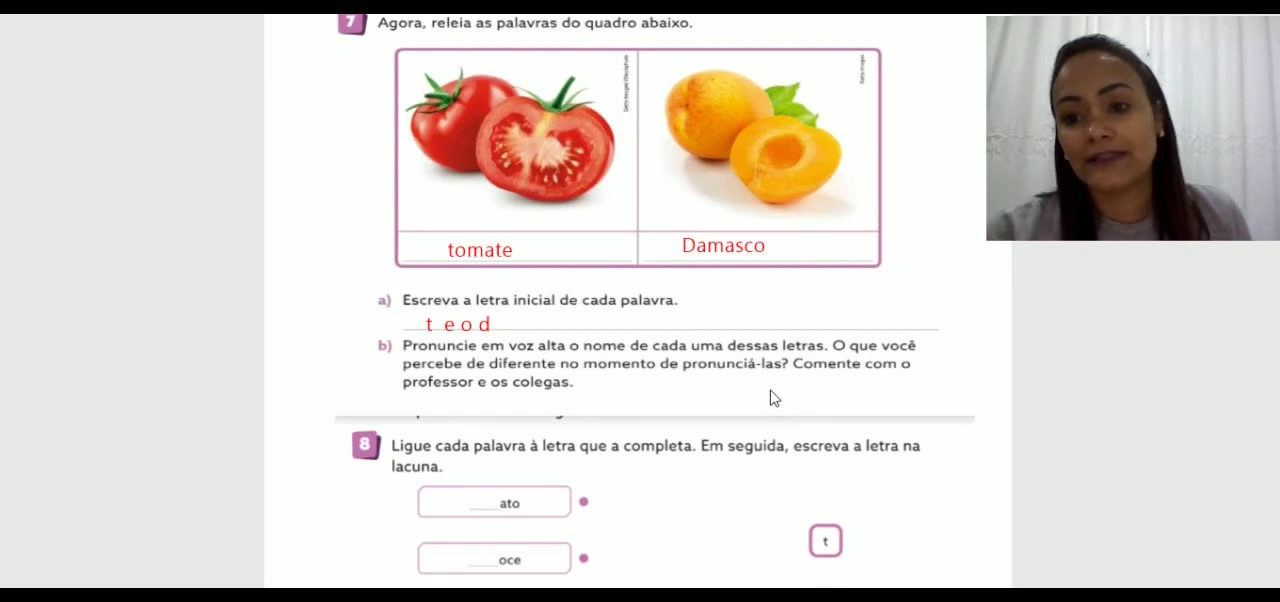 7 Agora, releia as palavras do quadro abaixo.
tomate
Damasco
a) Escreva a letra inicial de cada palavra.
t e o d
b) Pronuncie em voz alta o nome de cada uma dessas letras. O que você
percebe de diferente no momento de pronunciá-las? Comente com o
professor e os colegas.
8 Ligue cada palavra à letra que a completa. Em seguida, escreva a letra na
lacuna.
____ato
t
____oce